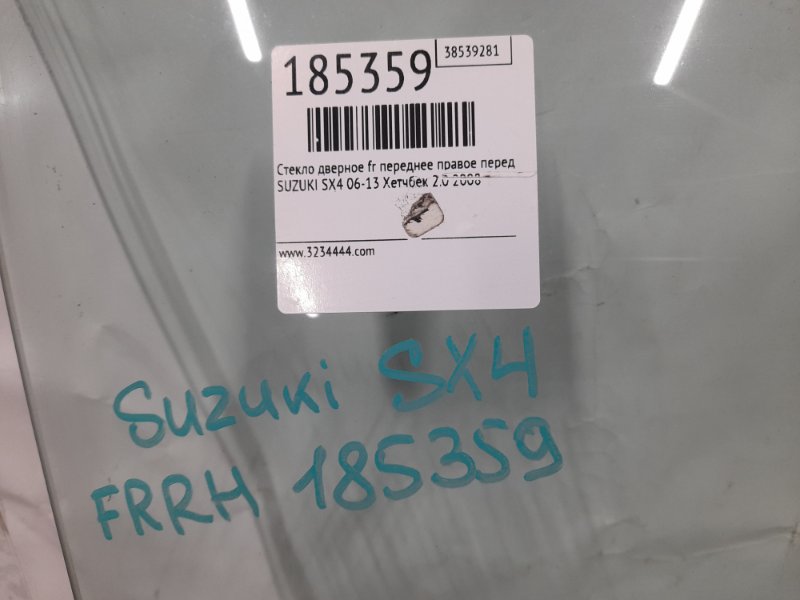 185359
38539281
Стекло дверное fr переднее правое перед
SUZUKI SX4 06-13 Хетчбек 2.0 2008
www.3234444.com
Suzuki SX4
FRRH 185359